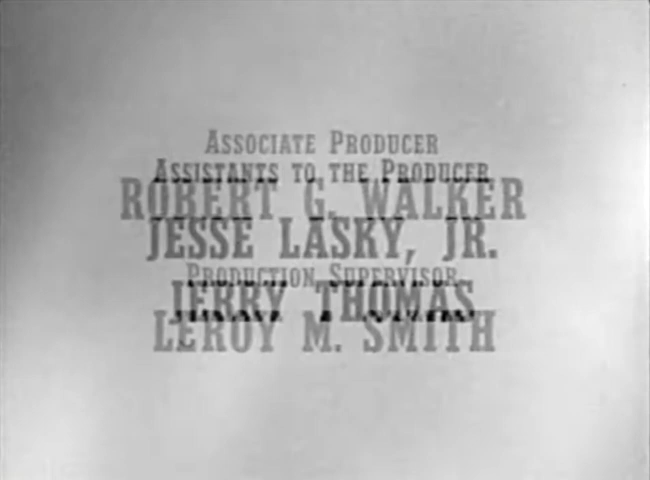 ASSOCIATE PRODUCER
ASSISTANTS TO THE PRODUCER
ROBERT G. WALKER
JESSE LASKY, JR.
PRODUCTION SUPERVISOR
JERRY THOMAS
LEROY M. SMITH